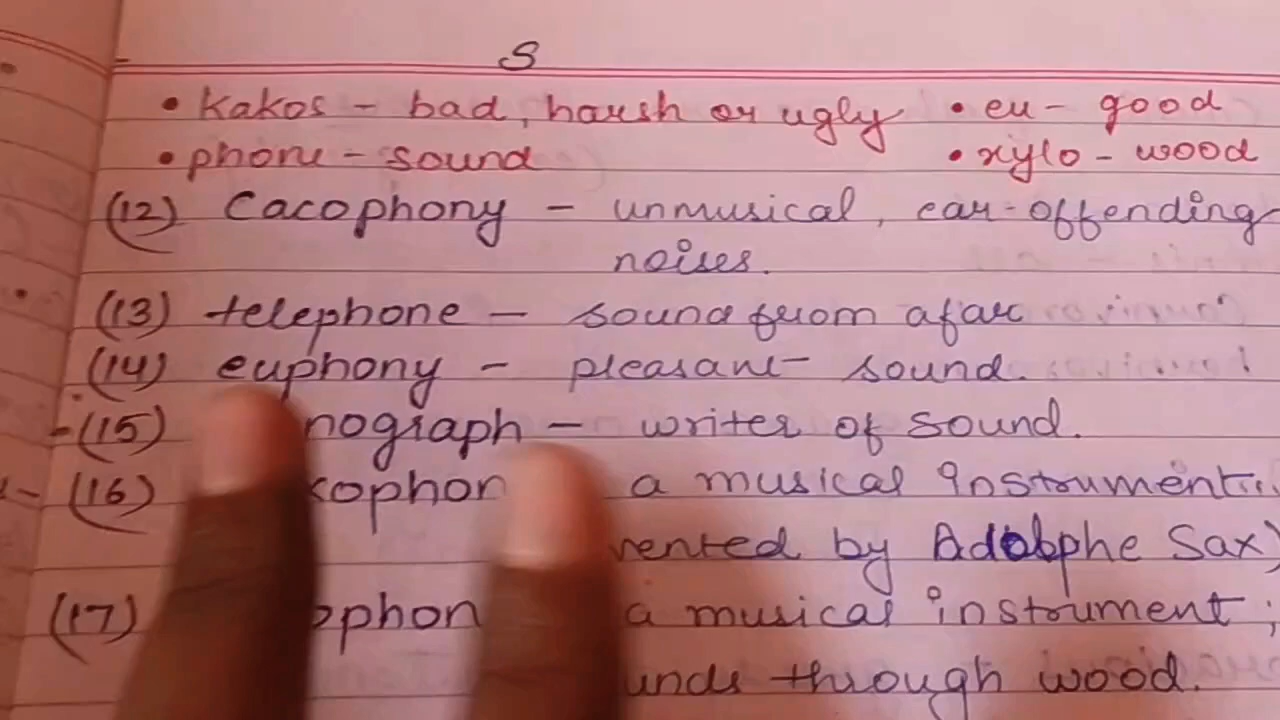 S
• kakos - bad, harsh or ugly • eu - good
• phone - sound • xylo - wood
(12) Cacophony - unmusical, ear-offending
noises.
(13) telephone - sound from afar
(14) euphony - pleasant sound.
(15) nograph - writer of sound.
(16) xophon a musical instrument
vented by Adolphe Sax)
(17) ophon a musical instrument;
unds through wood.